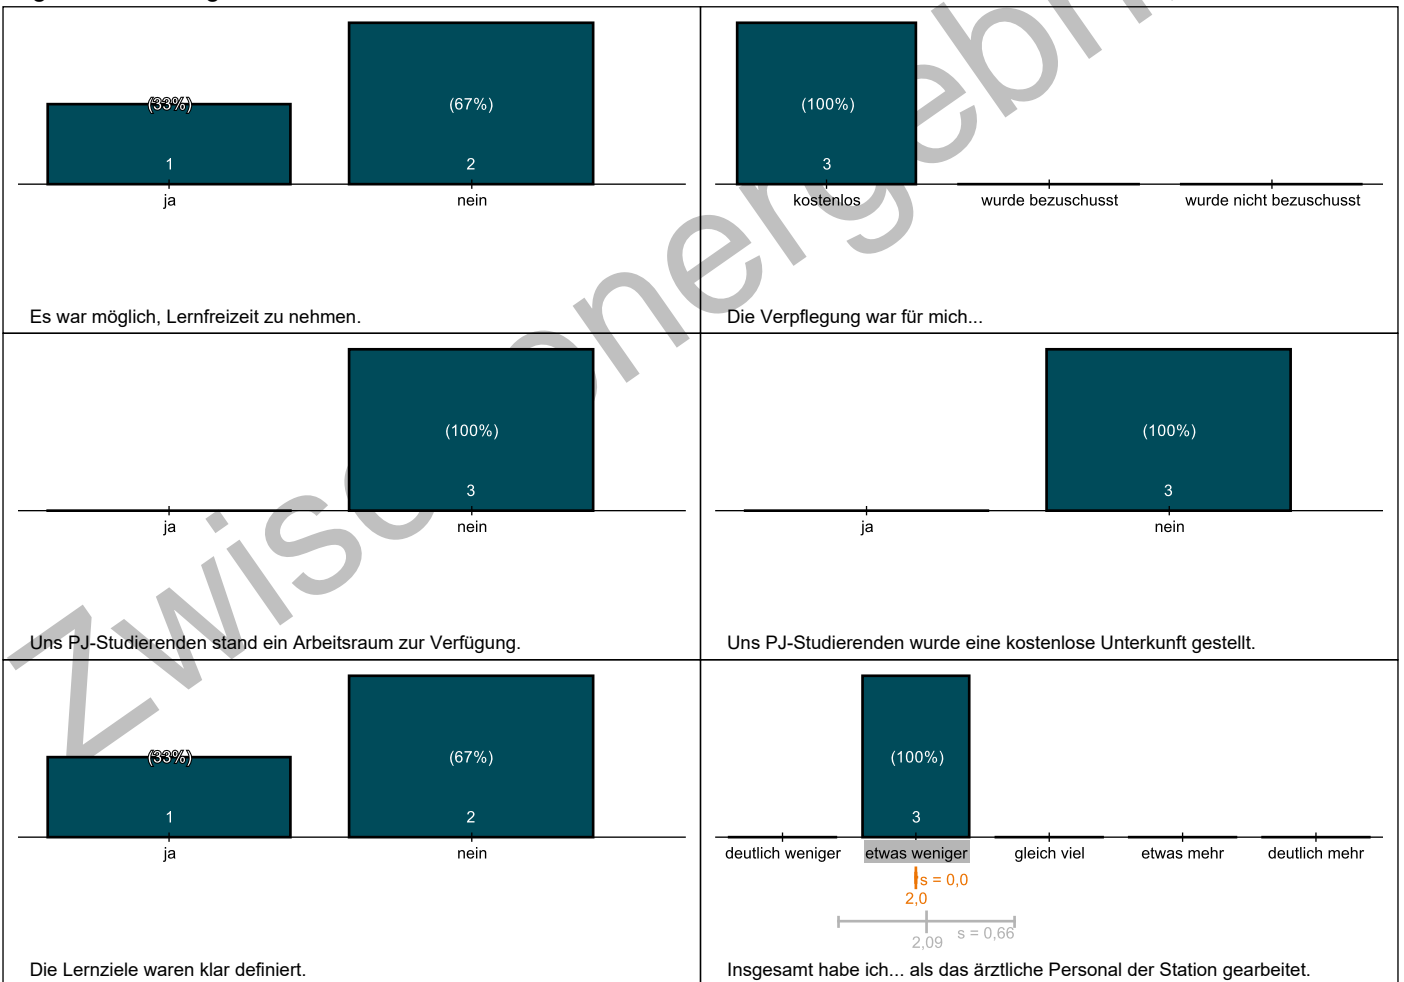 (33%)
1
ja
(67%)
2
nein
Es war möglich, Lernfreizeit zu nehmen.
(100%)
3
kostenlos
wurde bezuschusst
wurde nicht bezuschusst
Die Verpflegung war für mich...
ja
(100%)
3
nein
Uns PJ-Studierenden stand ein Arbeitsraum zur Verfügung.
ja
(100%)
3
nein
Uns PJ-Studierenden wurde eine kostenlose Unterkunft gestellt.
(33%)
1
ja
(67%)
2
nein
Die Lernziele waren klar definiert.
(100%)
3
deutlich weniger
etwas weniger
gleich viel
etwas mehr
deutlich mehr
s = 0,0
2,0
2,09
s = 0,66
Insgesamt habe ich... als das ärztliche Personal der Station gearbeitet.